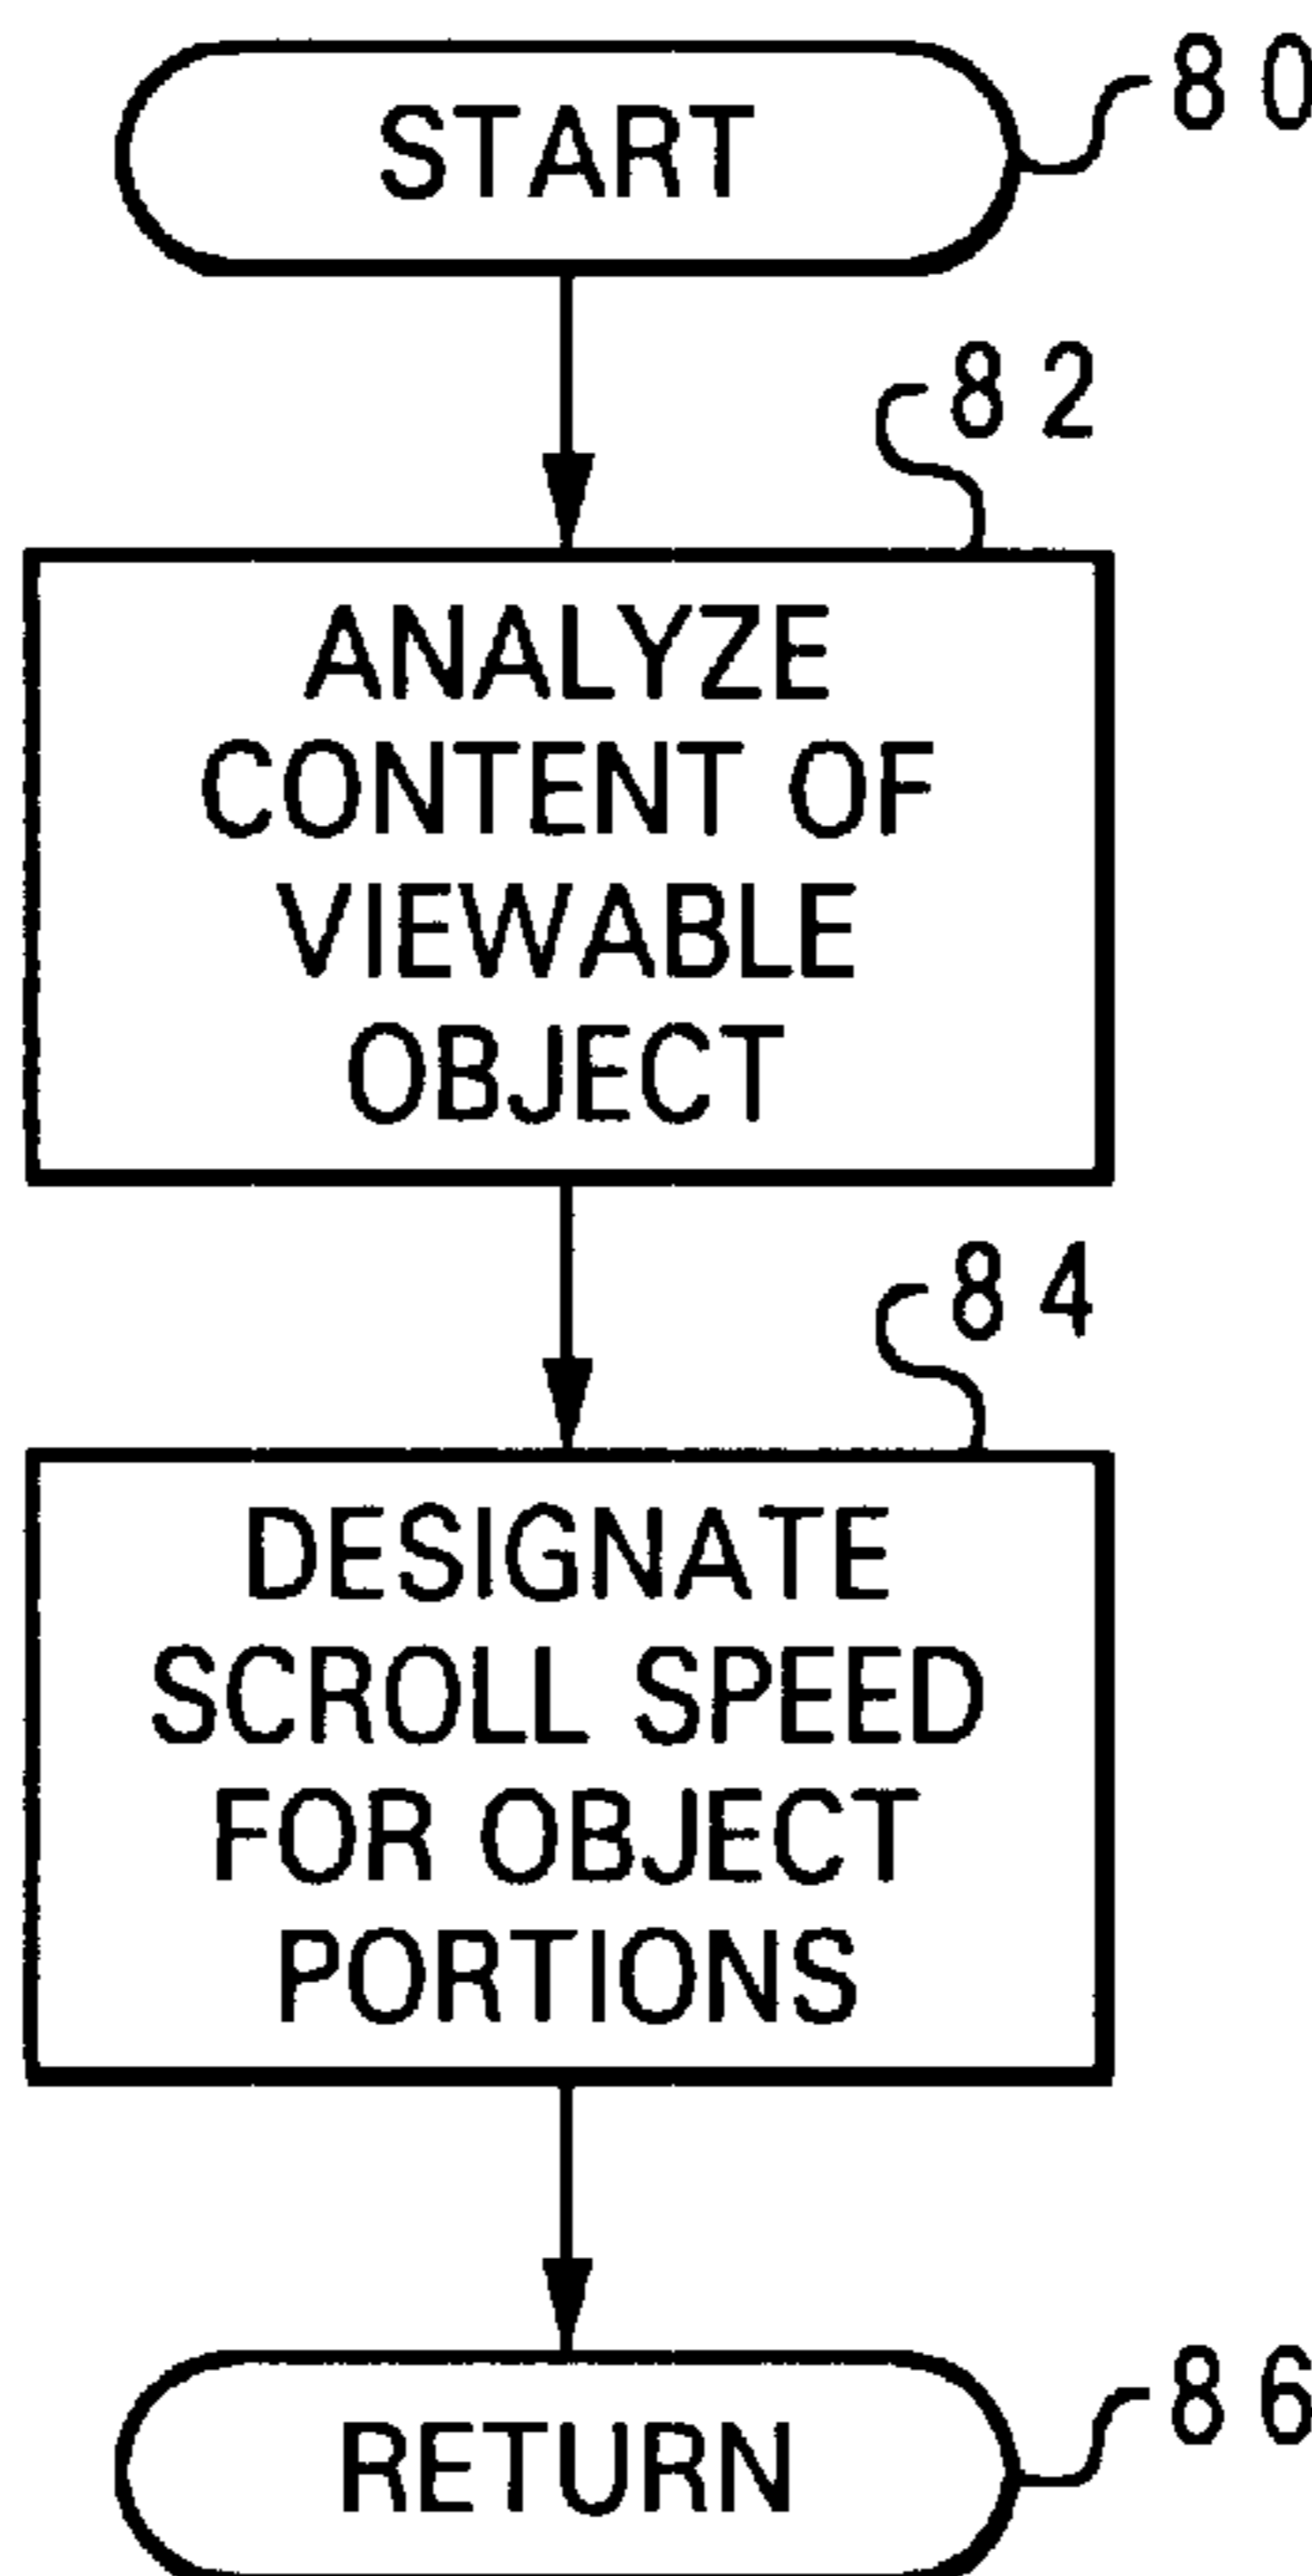 START
80
82
ANALYZE
CONTENT OF
VIEWABLE
OBJECT
84
DESIGNATE
SCROLL SPEED
FOR OBJECT
PORTIONS
RETURN
86